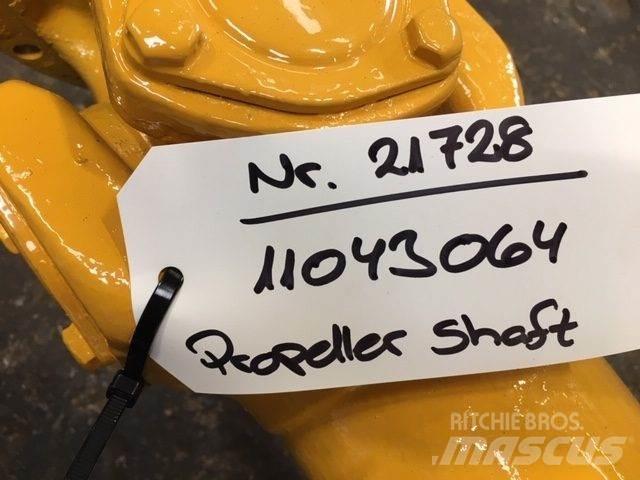 Nr. 21728
11043064
Propeller shaft
RITCHIE BROS.
mascus